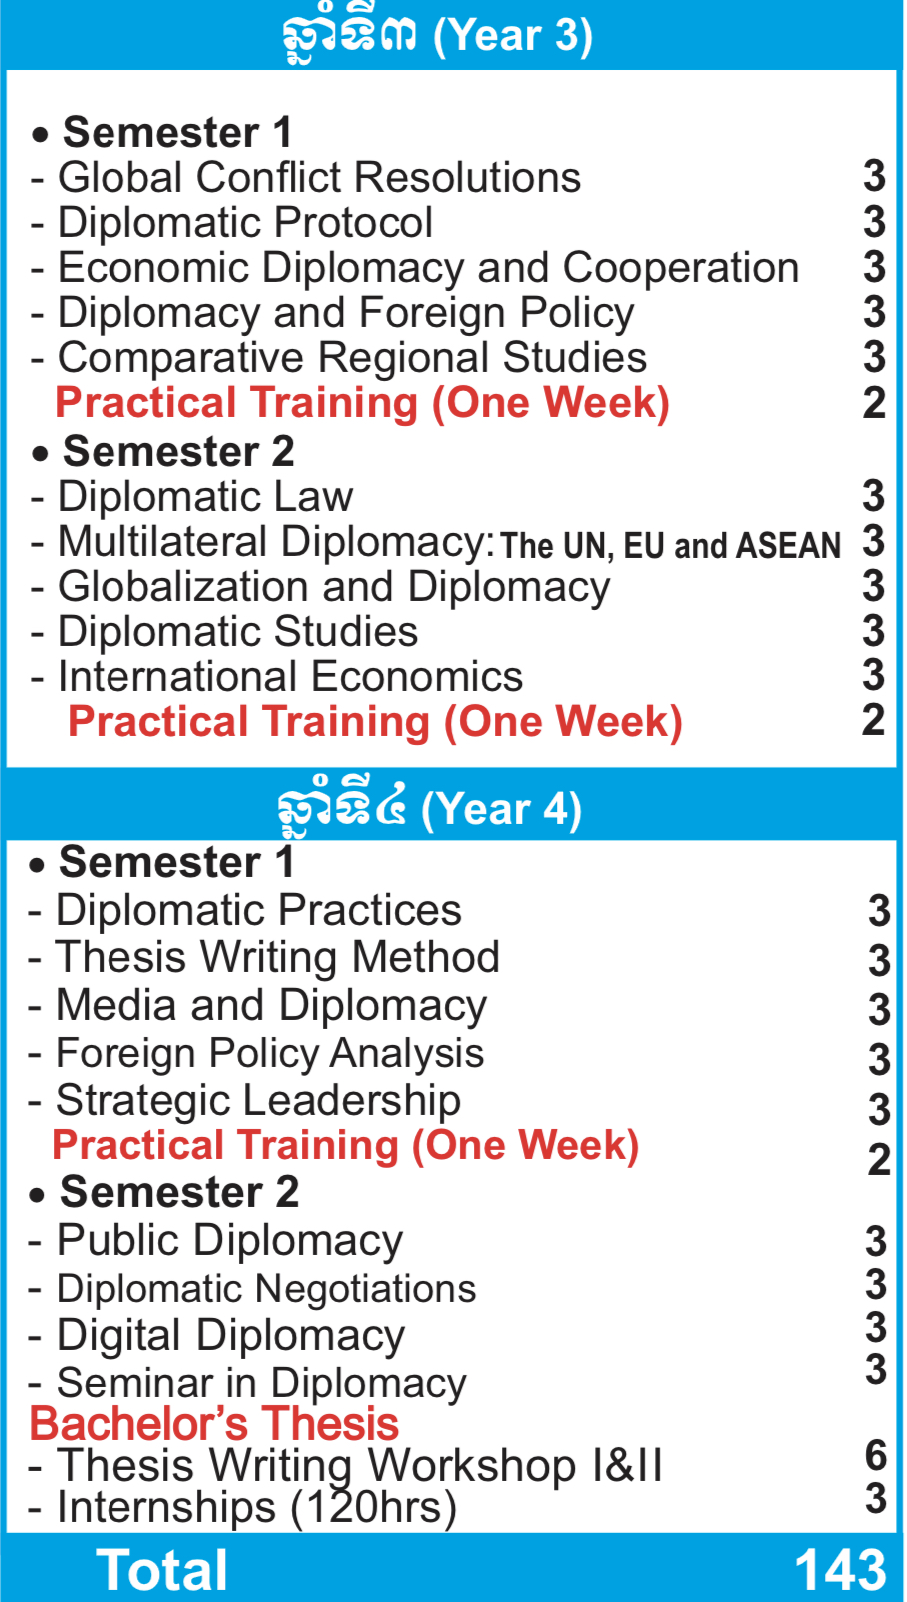 ឆ្នាំទី៣ (Year 3)
• Semester 1
- Global Conflict Resolutions 3
- Diplomatic Protocol 3
- Economic Diplomacy and Cooperation 3
- Diplomacy and Foreign Policy 3
- Comparative Regional Studies 3
Practical Training (One Week) 2
• Semester 2
- Diplomatic Law 3
- Multilateral Diplomacy: The UN, EU and ASEAN 3
- Globalization and Diplomacy 3
- Diplomatic Studies 3
- International Economics 3
Practical Training (One Week) 2
ឆ្នាំទី៤ (Year 4)
• Semester 1
- Diplomatic Practices 3
- Thesis Writing Method 3
- Media and Diplomacy 3
- Foreign Policy Analysis 3
- Strategic Leadership 3
Practical Training (One Week) 2
• Semester 2
- Public Diplomacy 3
- Diplomatic Negotiations 3
- Digital Diplomacy 3
- Seminar in Diplomacy 3
Bachelor's Thesis
- Thesis Writing Workshop I&II 6
- Internships (120hrs) 3
Total 143